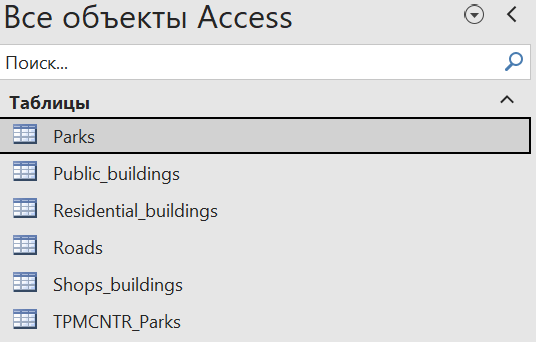 Все объекты Access
Поиск...
Таблицы
Parks
Public_buildings
Residential_buildings
Roads
Shops_buildings
TPMCNTR_Parks